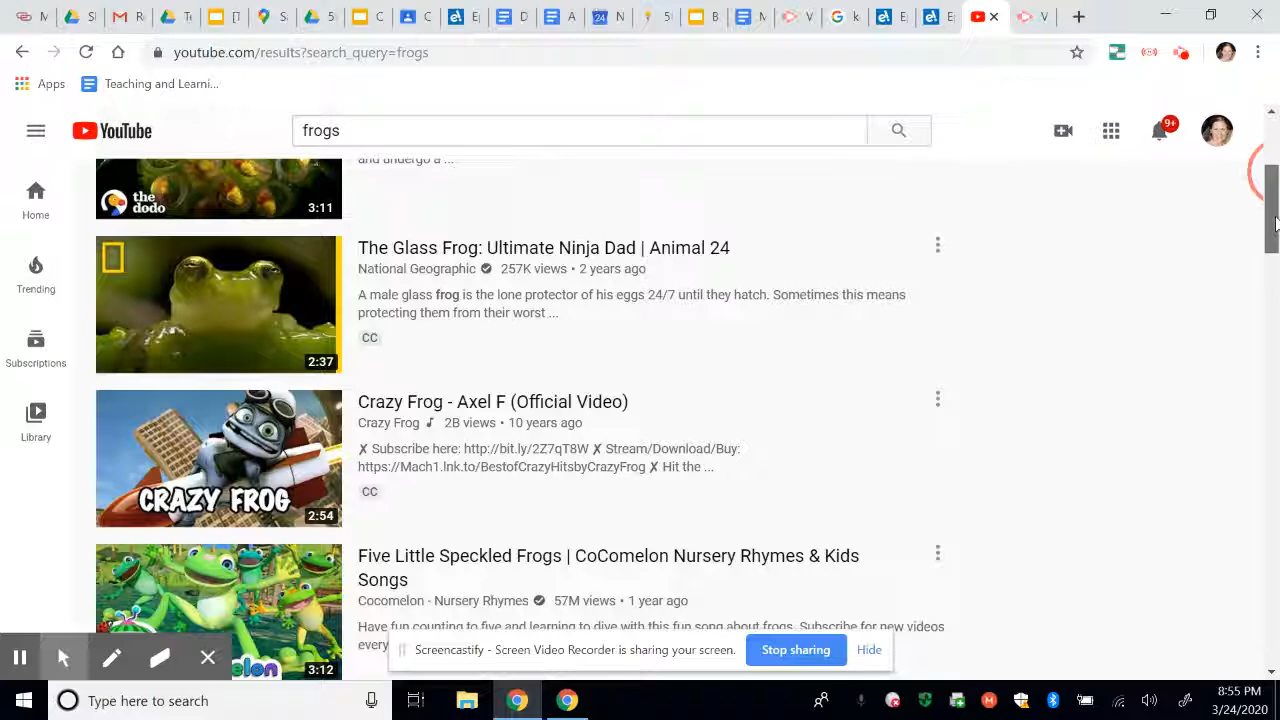 youtube.com/results?search_query=frogs
Apps
Teaching and Learni...
YouTube
frogs
9+
and undergo a ...
the
dodo
3:11
Home
The Glass Frog: Ultimate Ninja Dad | Animal 24
National Geographic 257K views • 2 years ago
A male glass frog is the lone protector of his eggs 24/7 until they hatch. Sometimes this means
protecting them from their worst ...
CC
2:37
Trending
Subscriptions
Library
Crazy Frog - Axel F (Official Video)
Crazy Frog 2B views • 10 years ago
✗ Subscribe here: http://bit.ly/2Z7qT8W ✗ Stream/Download/Buy:
https://Mach1.lnk.to/BestofCrazyHitsbyCrazyFrog ✗ Hit the ...
CC
CRAZY FROG
2:54
Five Little Speckled Frogs | CoComelon Nursery Rhymes & Kids
Songs
Cocomelon - Nursery Rhymes 57M views • 1 year ago
Have fun counting to five and learning to dive with this fun song about frogs. Subscribe for new videos
every
elon
3:12
Screencastify - Screen Video Recorder is sharing your screen.
Stop sharing
Hide
Type here to search
8:55 PM
3/24/2020